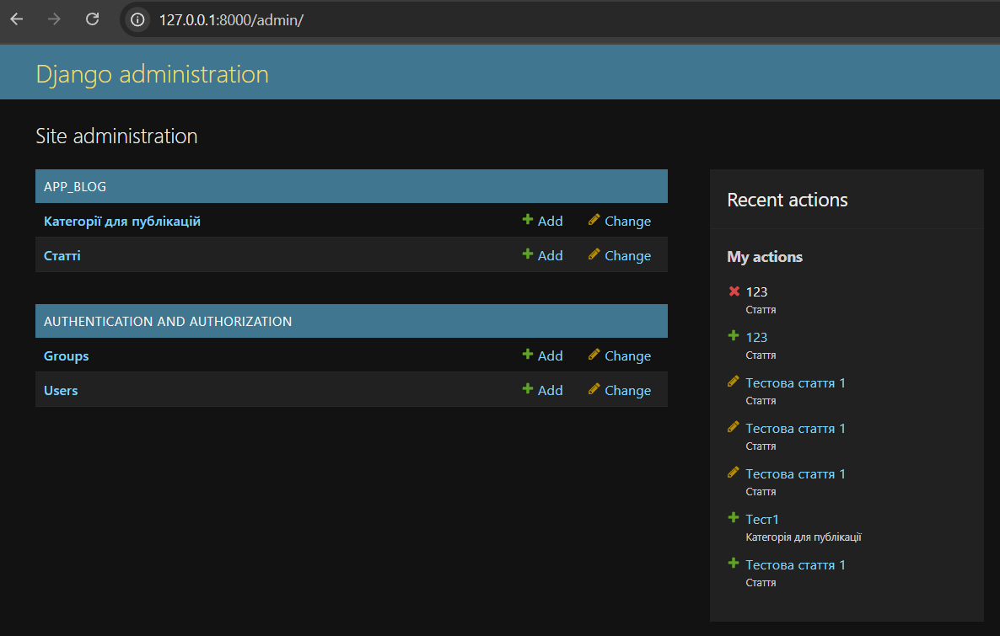 127.0.0.1:8000/admin/
Django administration
Site administration
APP_BLOG
Категорії для публікацій Add Change
Статті Add Change
AUTHENTICATION AND AUTHORIZATION
Groups Add Change
Users Add Change
Recent actions
My actions
123
Стаття
123
Стаття
Тестова стаття 1
Стаття
Тестова стаття 1
Стаття
Тестова стаття 1
Стаття
Тест1
Категорія для публікації
Тестова стаття 1
Стаття